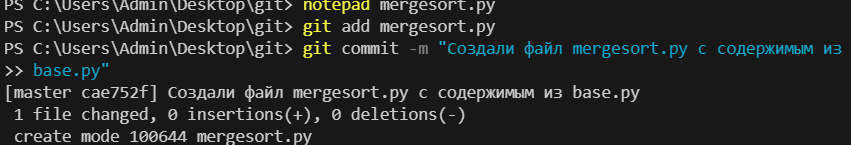 PS C:\Users\Admin\Desktop\git> notepad mergesort.py
PS C:\Users\Admin\Desktop\git> git add mergesort.py
PS C:\Users\Admin\Desktop\git> git commit -m "Создали файл mergesort.py с содержимым из
>> base.py"
[master cae752f] Создали файл mergesort.py с содержимым из base.py
 1 file changed, 0 insertions(+), 0 deletions(-)
 create mode 100644 mergesort.py